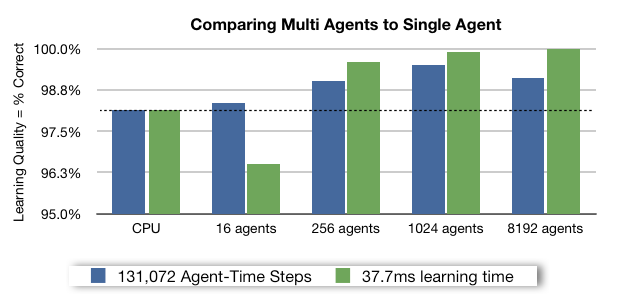 Comparing Multi Agents to Single Agent
Learning Quality = % Correct
100.0%
98.8%
97.5%
96.3%
95.0%
CPU
16 agents
256 agents
1024 agents
8192 agents
131,072 Agent-Time Steps
37.7ms learning time